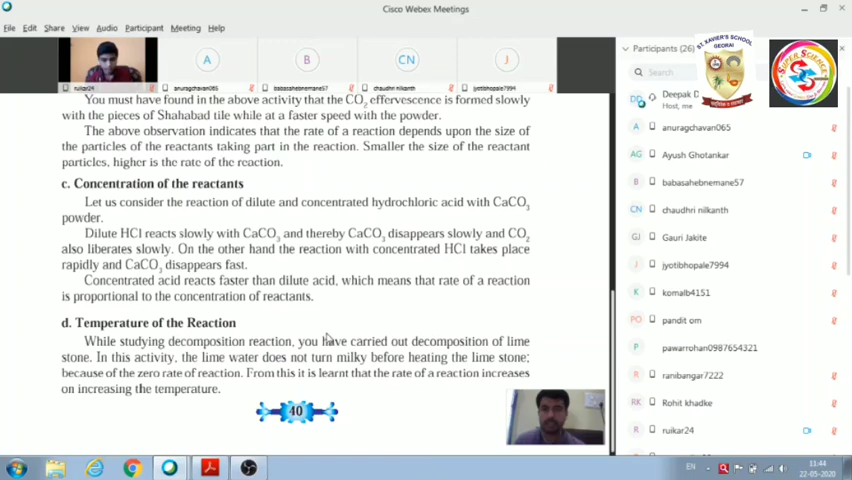 Cisco Webex Meetings
File Edit Share View Audio Participant Meeting Help
A B CN J
ruikar24 anuragchavan065 babasahebnemane57 chaudhri nilkanth jyotibhopale7994
Participants (26)
Search
ST. XAVIER'S SCHOOL
GEORAI
SUPER SCIENCE
You must have found in the above activity that the CO2 effervescence is formed slowly
with the pieces of Shahabad tile while at a faster speed with the powder.
The above observation indicates that the rate of a reaction depends upon the size of
the particles of the reactants taking part in the reaction. Smaller the size of the reactant
particles, higher is the rate of the reaction.
c. Concentration of the reactants
Let us consider the reaction of dilute and concentrated hydrochloric acid with CaCO3
powder.
Dilute HCl reacts slowly with CaCO3 and thereby CaCO3 disappears slowly and CO2
also liberates slowly. On the other hand the reaction with concentrated HCl takes place
rapidly and CaCO3 disappears fast.
Concentrated acid reacts faster than dilute acid, which means that rate of a reaction
is proportional to the concentration of reactants.
d. Temperature of the Reaction
While studying decomposition reaction, you have carried out decomposition of lime
stone. In this activity, the lime water does not turn milky before heating the lime stone;
because of the zero rate of reaction. From this it is learnt that the rate of a reaction increases
on increasing the temperature.
40
Deepak D
Host, me
A anuragchavan065
AG Ayush Ghotankar
B babasahebnemane57
CN chaudhri nilkanth
GJ Gauri Jakite
J jyotibhopale7994
K komalb4151
PO pandit om
P pawarrohan0987654321
R ranibangar7222
RK Rohit khadke
R ruikar24
EN
11:44
22-05-2020